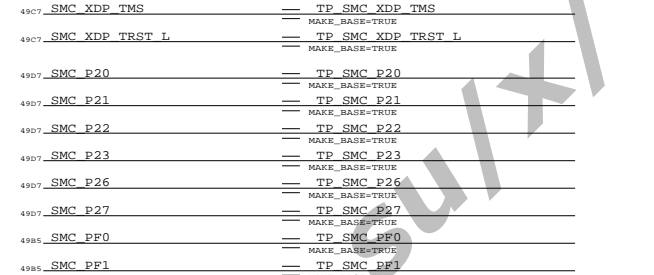 49C7 SMC_XDP_TMS TP_SMC_XDP_TMS
MAKE_BASE=TRUE
49C7 SMC_XDP_TRST_L TP_SMC_XDP_TRST_L
MAKE_BASE=TRUE
49D7 SMC_P20 TP_SMC_P20
MAKE_BASE=TRUE
49D7 SMC_P21 TP_SMC_P21
MAKE_BASE=TRUE
49D7 SMC_P22 TP_SMC_P22
MAKE_BASE=TRUE
49D7 SMC_P23 TP_SMC_P23
MAKE_BASE=TRUE
49D7 SMC_P26 TP_SMC_P26
MAKE_BASE=TRUE
49D7 SMC_P27 TP_SMC_P27
MAKE_BASE=TRUE
49B5 SMC_PF0 TP_SMC_PF0
MAKE_BASE=TRUE
49B5 SMC_PF1 TP_SMC_PF1
su/x/